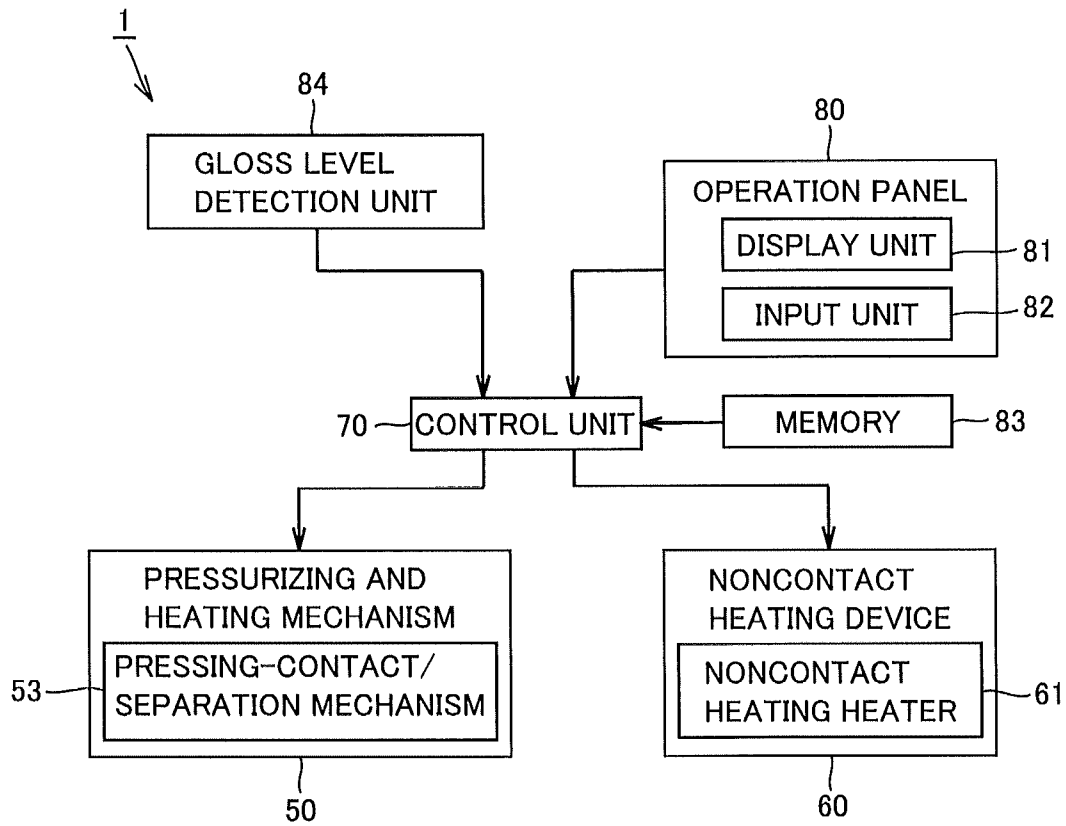 1
84
GLOSS LEVEL
DETECTION UNIT
80
OPERATION PANEL
DISPLAY UNIT
81
INPUT UNIT
82
70
CONTROL UNIT
MEMORY
83
PRESSURIZING AND
HEATING MECHANISM
53
PRESSING-CONTACT/
SEPARATION MECHANISM
50
NONCONTACT
HEATING DEVICE
NONCONTACT
HEATING HEATER
61
60